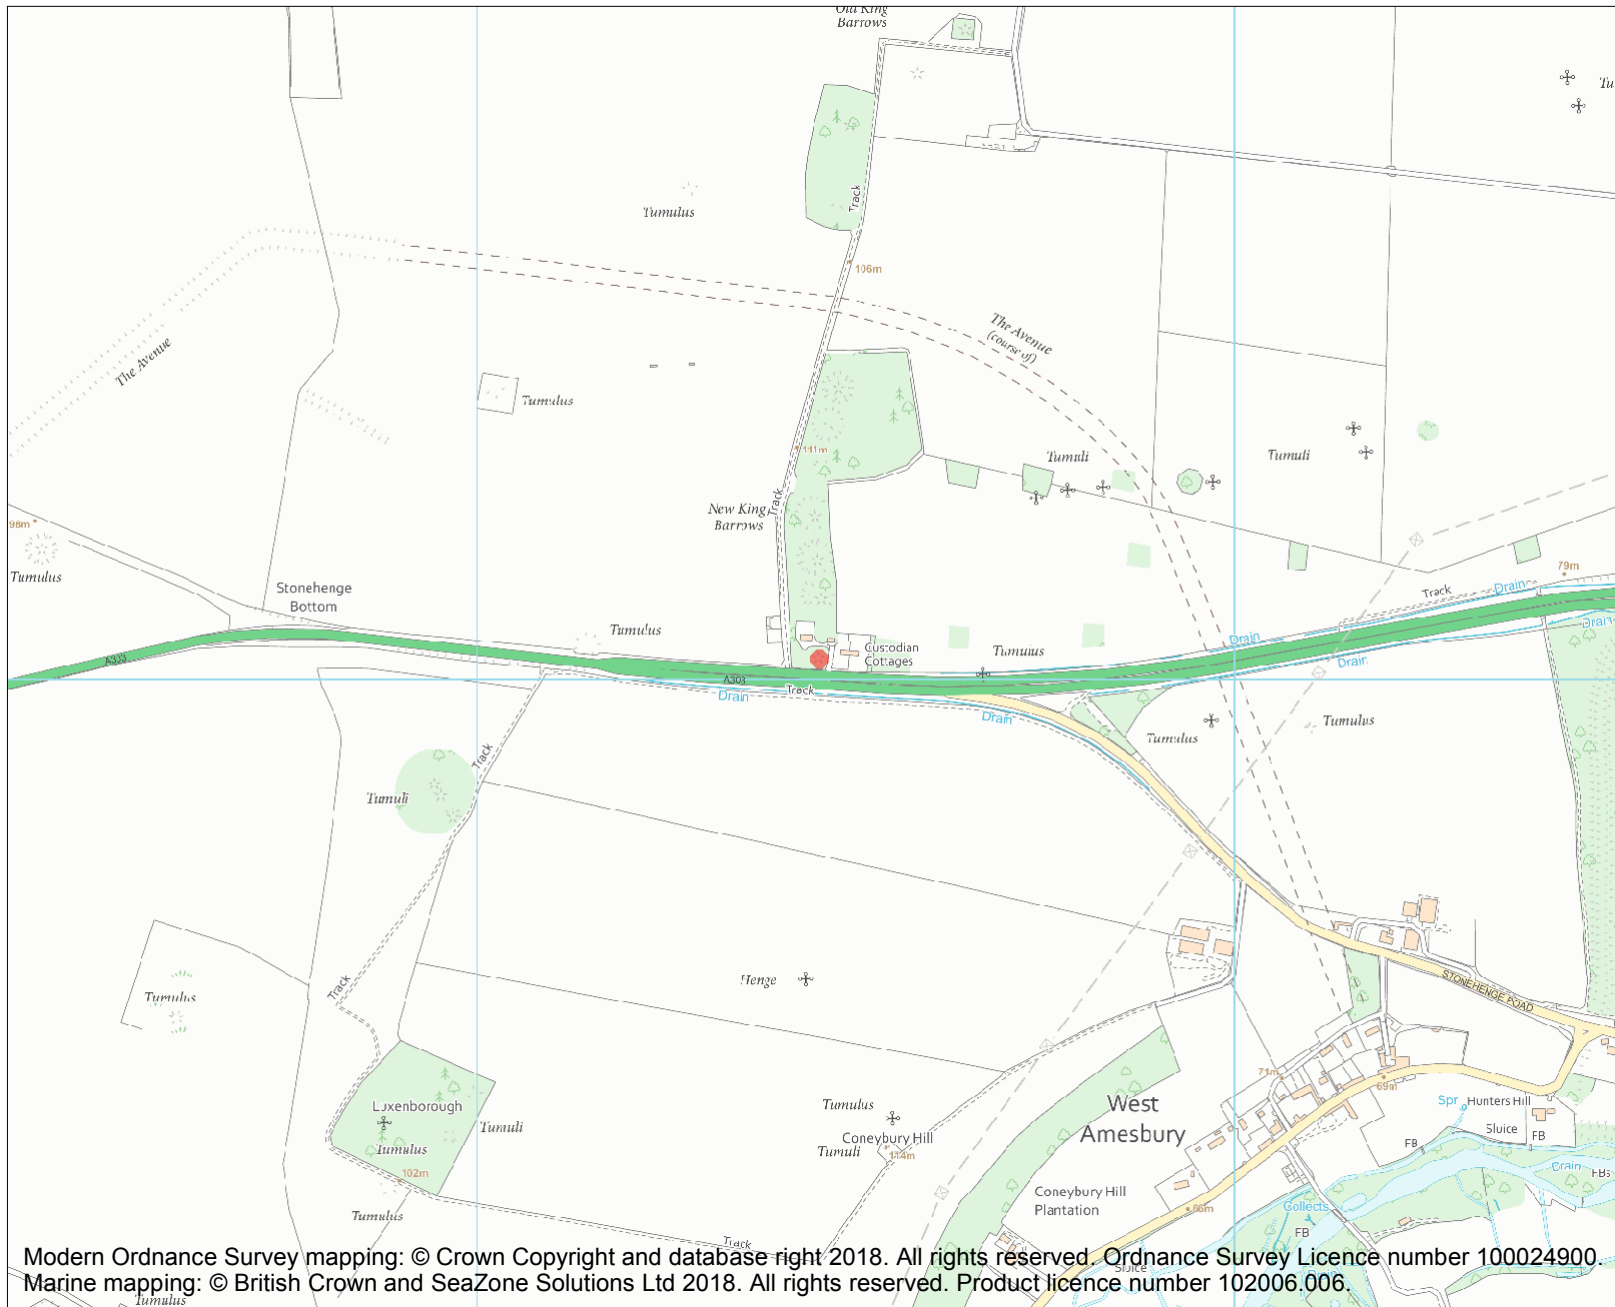 Old King
Barrows
Tu
Track
Tumulus
106m
The Avenue
(course of)
The Avenue
Tumulus
111m
Tumuli
Tumuli
Track
New King
Barrows
98m
Tumulus
Stonehenge
Bottom
79m
Track
Drain
Drain
Tumulus
Drain
Custodian
Cottages
Tumulus
Drain
A303
A303
Track
Drain
Drain
Tumulus
Tumulus
Track
Tumuli
Henge
Track
Tumulus
STONEHENGE ROAD
71m
69m
Tumulus
West
Amesbury
Spr
Hunters Hill
Luxenborough
Tumuli
Coneybury Hill
Tumuli
114m
Sluice
FB
FB
Tumulus
Drain
FBs
102m
Coneybury Hill
Plantation
66m
Collects
Tumulus
FB
Track
Modern Ordnance Survey mapping: © Crown Copyright and database right 2018. All rights reserved. Ordnance Survey Licence number 100024900.
Sluice
Marine mapping: © British Crown and SeaZone Solutions Ltd 2018. All rights reserved. Product licence number 102006.006.
Tumulus